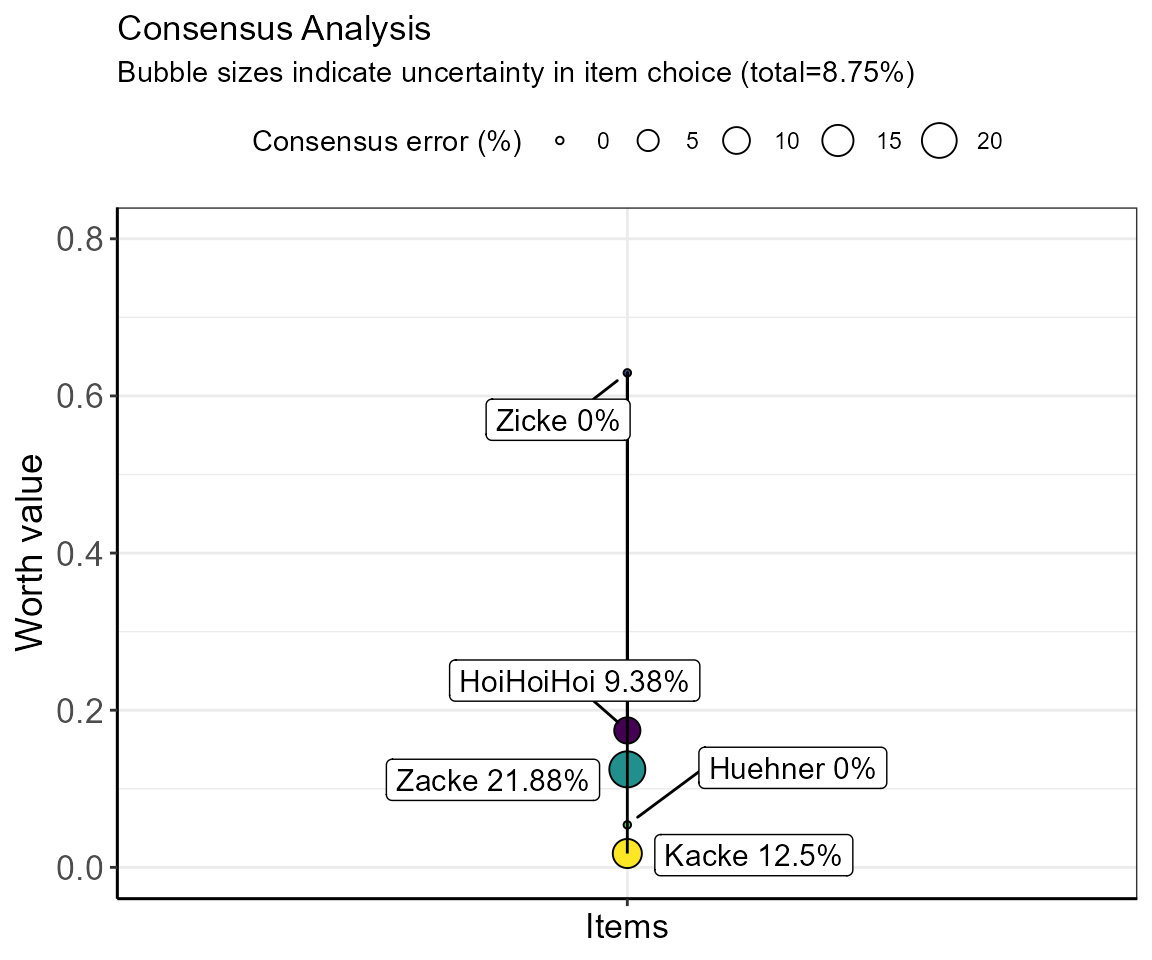 Consensus Analysis
Bubble sizes indicate uncertainty in item choice (total=8.75%)
Consensus error (%) 0 5 10 15 20
0.8
0.6
Zicke 0%
Worth value
0.4
HoiHoiHoi 9.38%
0.2
Huehner 0%
Zacke 21.88%
Kacke 12.5%
0.0
Items